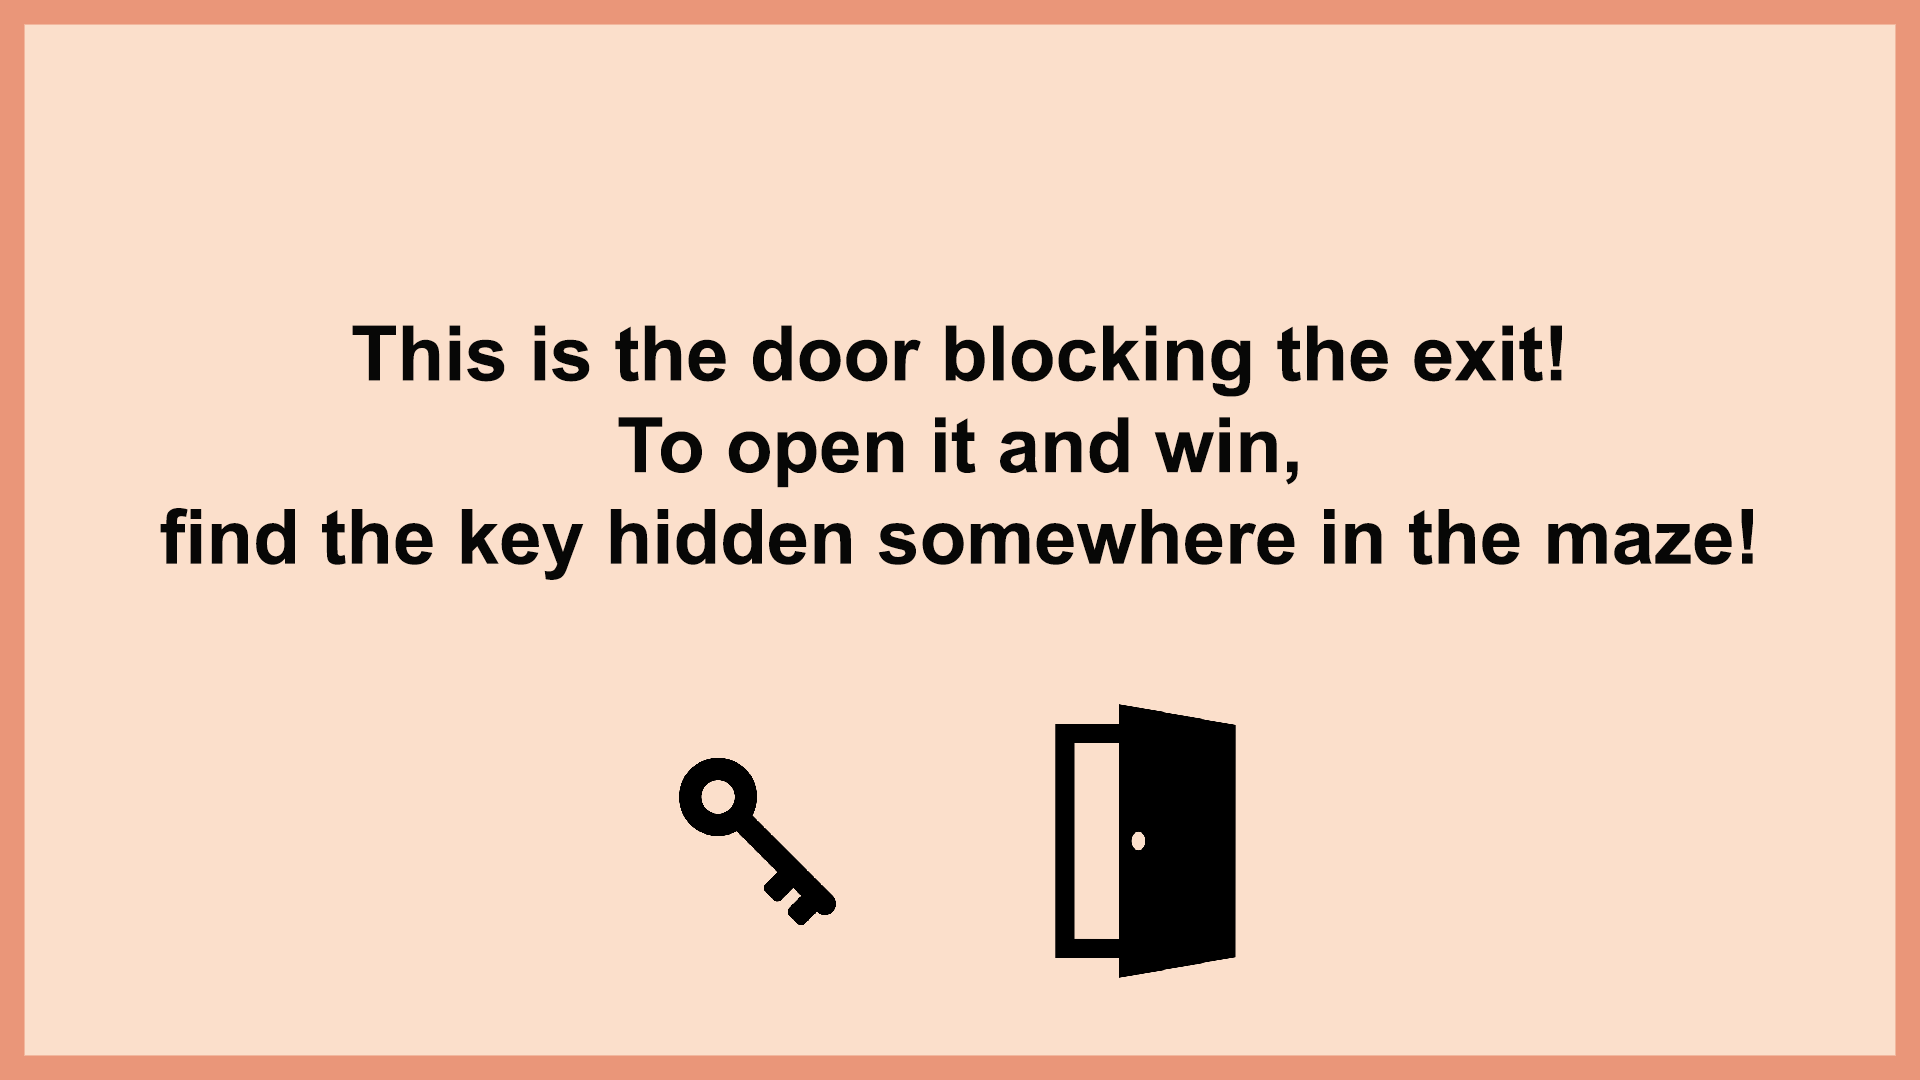 This is the door blocking the exit!
To open it and win,
find the key hidden somewhere in the maze!